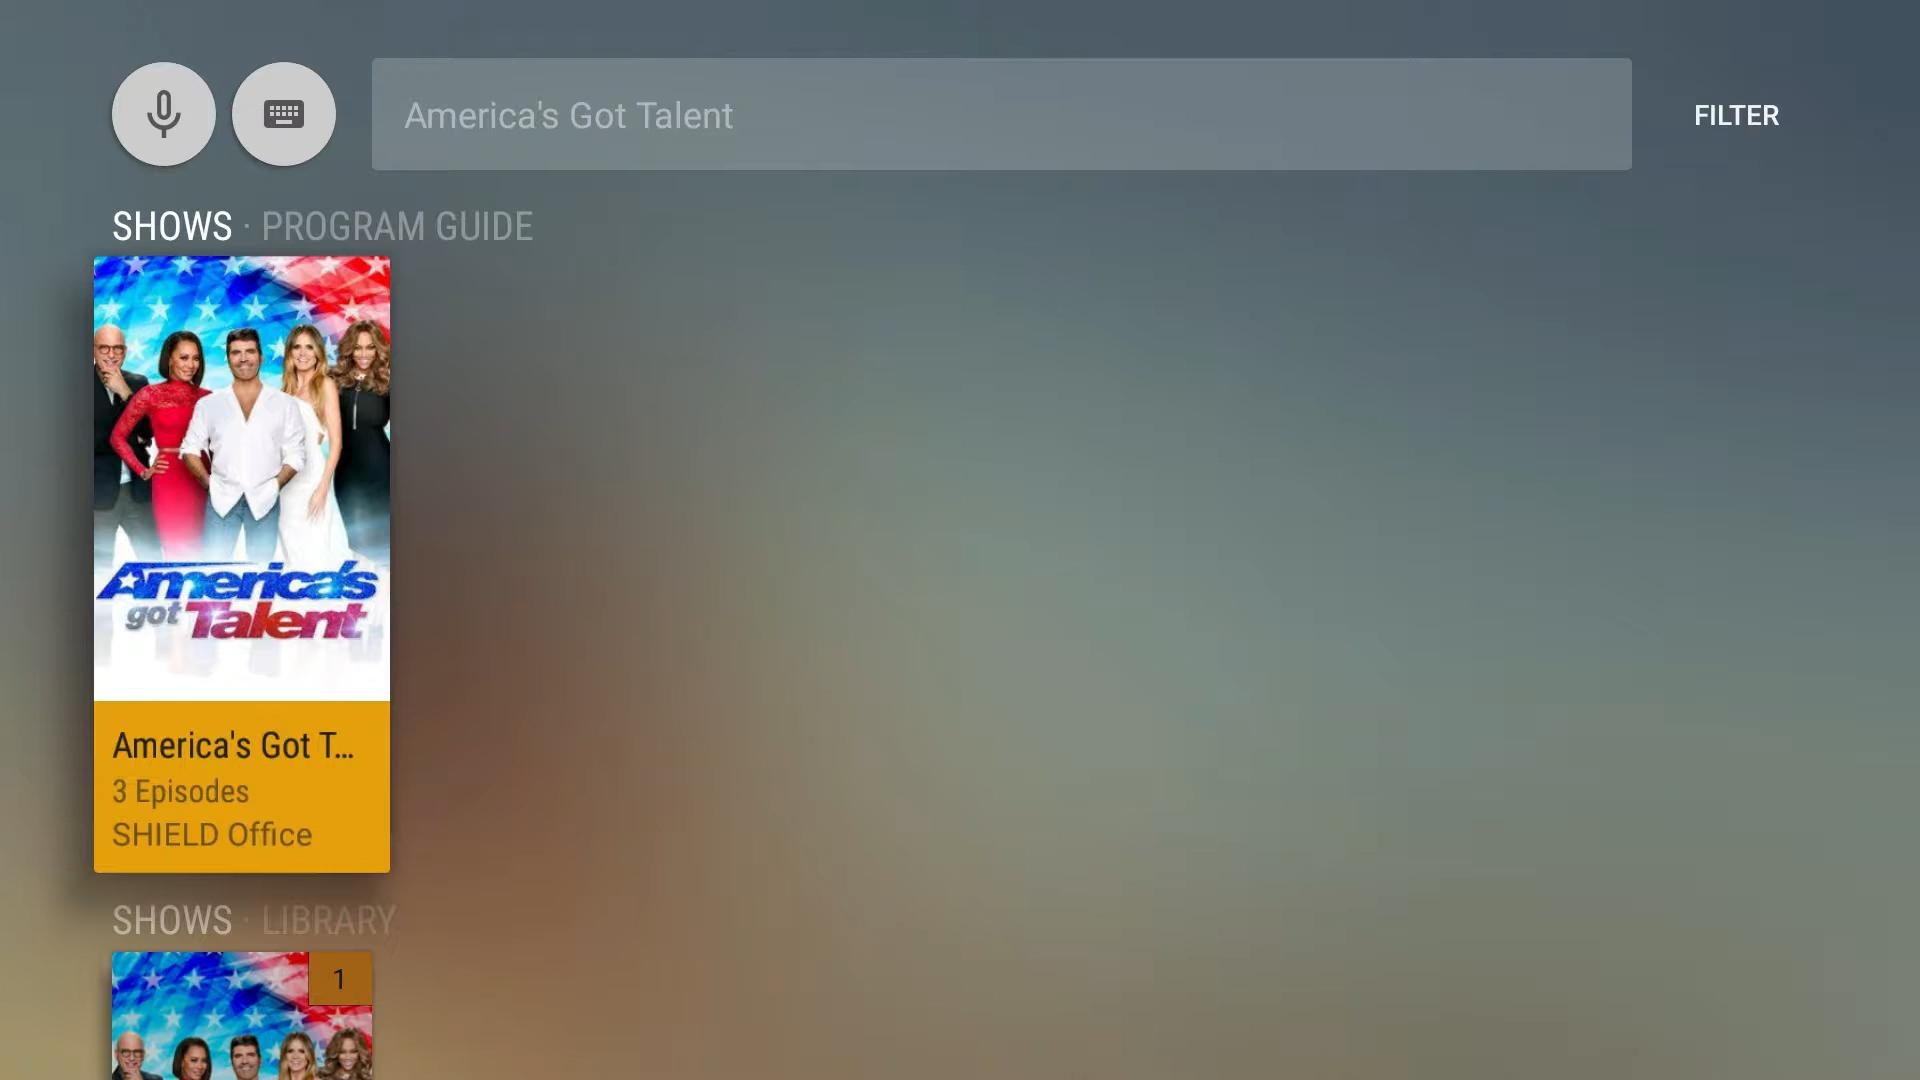 America's Got Talent
FILTER
SHOWS · PROGRAM GUIDE
America's
got Talent
America's Got T...
3 Episodes
SHIELD Office
SHOWS · LIBRARY
1